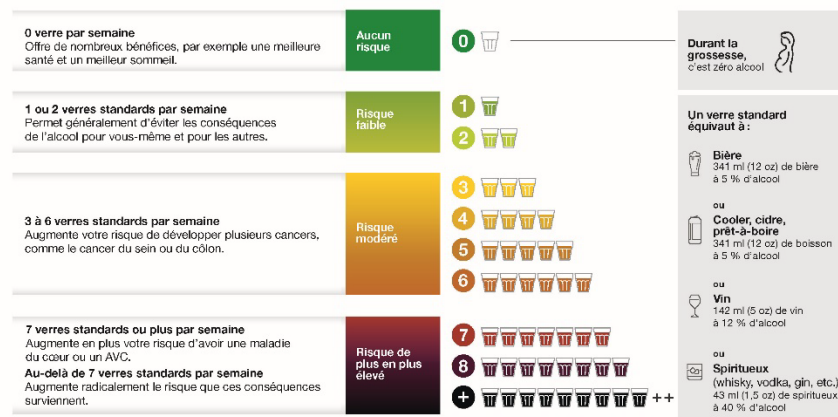 0 verre par semaine
Offre de nombreux bénéfices, par exemple une meilleure
santé et un meilleur sommeil.
Aucun
risque
0
1 ou 2 verres standards par semaine
Permet généralement d'éviter les conséquences
de l'alcool pour vous-même et pour les autres.
Risque
faible
1
2
3 à 6 verres standards par semaine
Augmente votre risque de développer plusieurs cancers,
comme le cancer du sein ou du côlon.
Risque
modéré
3
4
5
6
7 verres standards ou plus par semaine
Augmente en plus votre risque d'avoir une maladie
du cœur ou un AVC.
Au-delà de 7 verres standards par semaine
Augmente radicalement le risque que ces conséquences
surviennent.
Risque de
plus en plus
élevé
7
8
+
++
Durant la
grossesse,
c'est zéro alcool
Un verre standard
équivaut à :
Bière
341 ml (12 oz) de bière
à 5 % d'alcool
ou
Cooler, cidre,
prêt-à-boire
341 ml (12 oz) de boisson
à 5 % d'alcool
ou
Vin
142 ml (5 oz) de vin
à 12 % d'alcool
ou
Spiritueux
(whisky, vodka, gin, etc.)
43 ml (1,5 oz) de spiritueux
à 40 % d'alcool